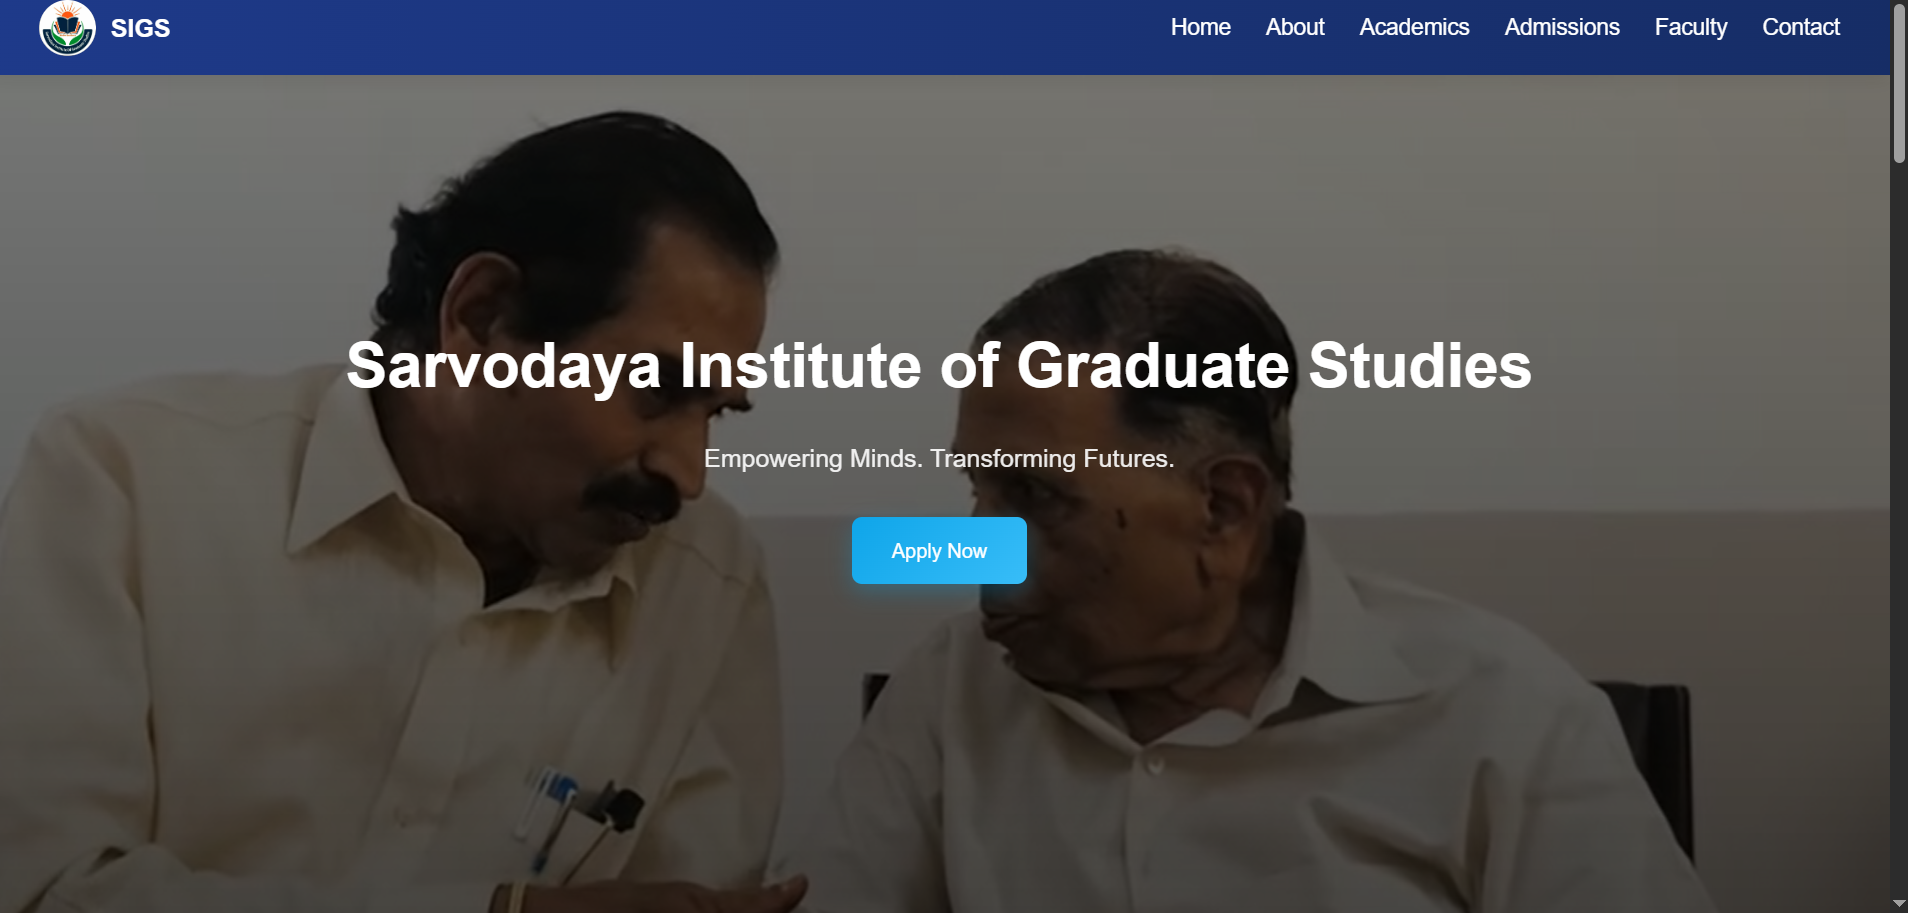 SIGS
Home About Academics Admissions Faculty Contact
Sarvodaya Institute of Graduate Studies
Empowering Minds. Transforming Futures.
Apply Now